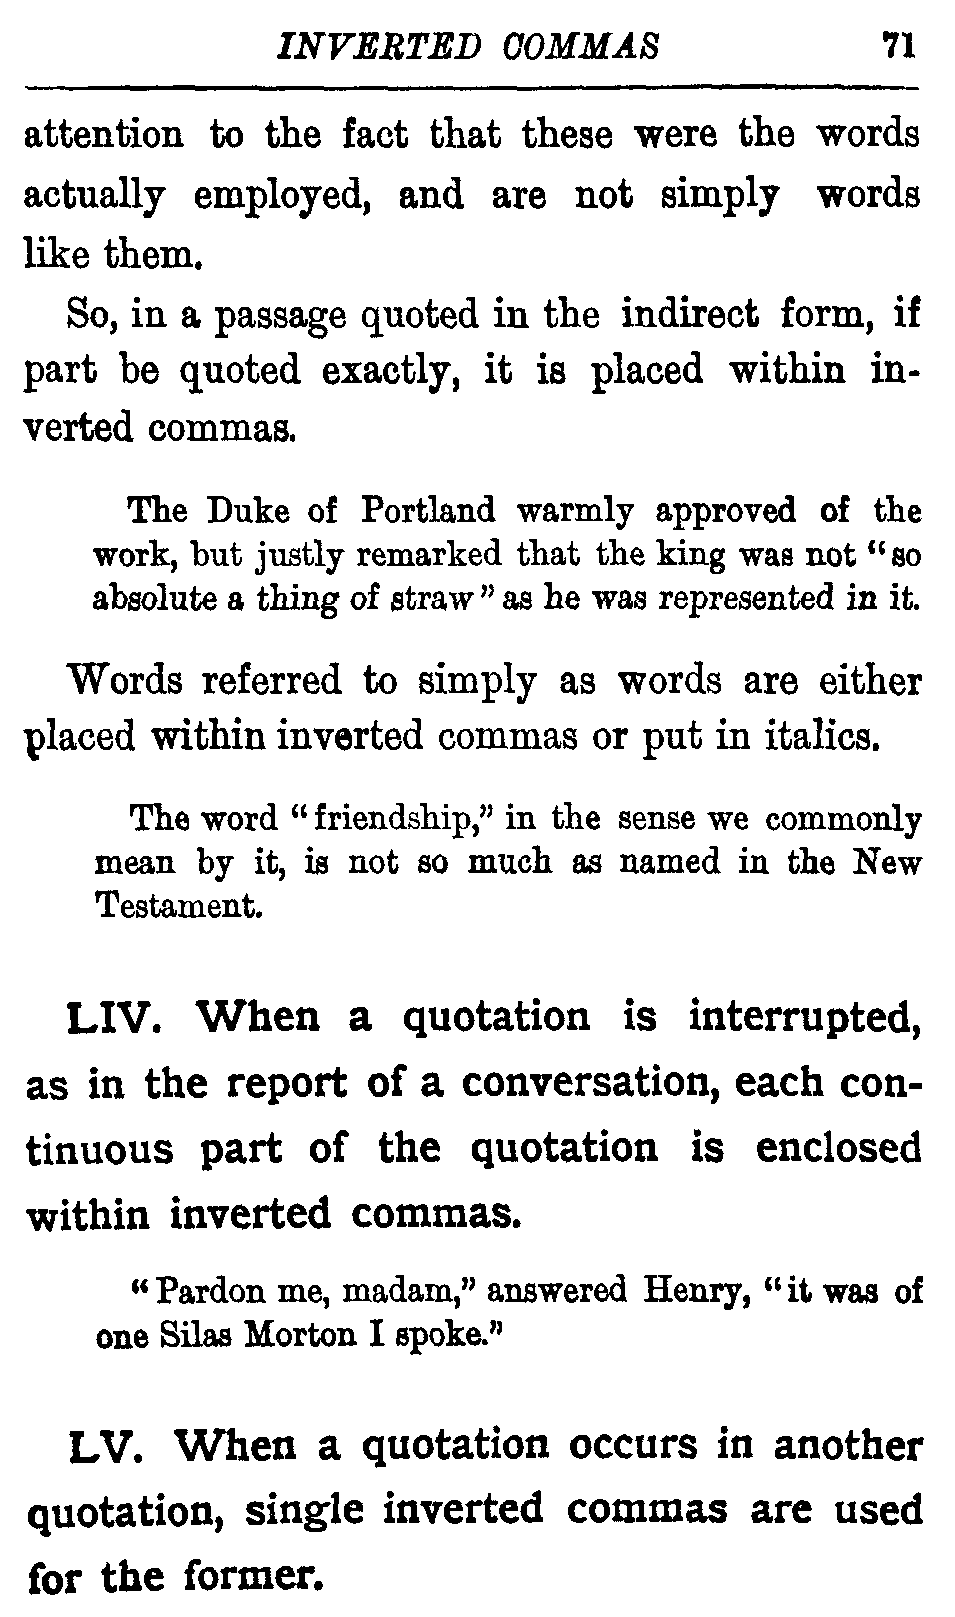 INVERTED COMMAS 71
attention to the fact that these were the words
actually employed, and are not simply words
like them.
So, in a passage quoted in the indirect form, if
part be quoted exactly, it is placed within in-
verted commas.
The Duke of Portland warmly approved of the
work, but justly remarked that the king was not “so
absolute a thing of straw” as he was represented in it.
Words referred to simply as words are either
placed within inverted commas or put in italics.
The word “friendship,” in the sense we commonly
mean by it, is not so much as named in the New
Testament.
LIV. When a quotation is interrupted,
as in the report of a conversation, each con-
tinuous part of the quotation is enclosed
within inverted commas.
“Pardon me, madam,” answered Henry, “it was of
one Silas Morton I spoke.”
LV. When a quotation occurs in another
quotation, single inverted commas are used
for the former.